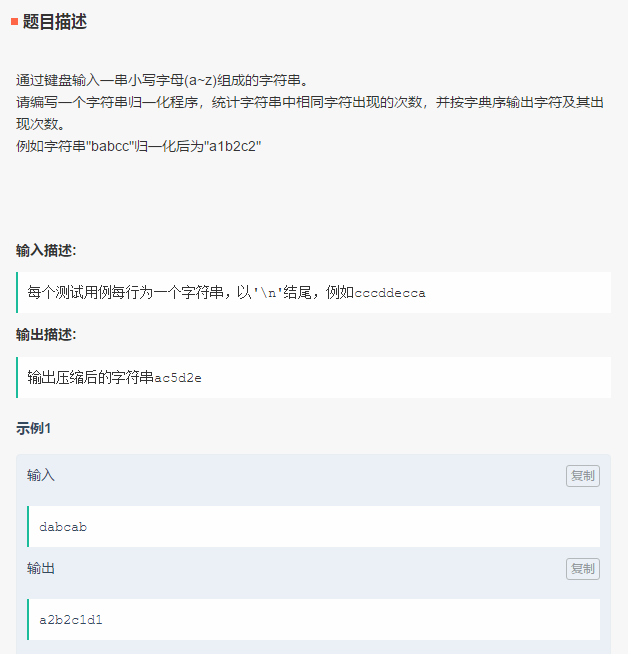 题目描述
通过键盘输入一串小写字母(a~z)组成的字符串。
请编写一个字符串归一化程序，统计字符串中相同字符出现的次数，并按字典序输出字符及其出
现次数。
例如字符串"babcc"归一化后为"a1b2c2"
输入描述:
每个测试用例每行为一个字符串，以'\n'结尾，例如cccddecca
输出描述:
输出压缩后的字符串ac5d2e
示例1
输入
复制
dabcab
输出
复制
a2b2c1d1